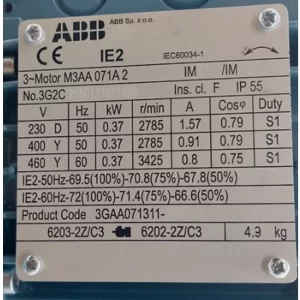 ABB ABB Sp. z o.o.
CE IE2 IEC60034-1
3~Motor M3AA 071A 2 IM /IM
No.3G2C Ins. cl. F IP 55
V Hz kW r/min A Cosφ Duty
230 D 50 0.37 2785 1.57 0.79 S1
400 Y 50 0.37 2785 0.91 0.79 S1
460 Y 60 0.37 3425 0.8 0.75 S1
IE2-50Hz-69.5(100%)-70.8(75%)-67.8(50%)
IE2-60Hz-72(100%)-71.4(75%)-66.6(50%)
Product Code 3GAA071311-
6203-2Z/C3 6202-2Z/C3 4.9 kg